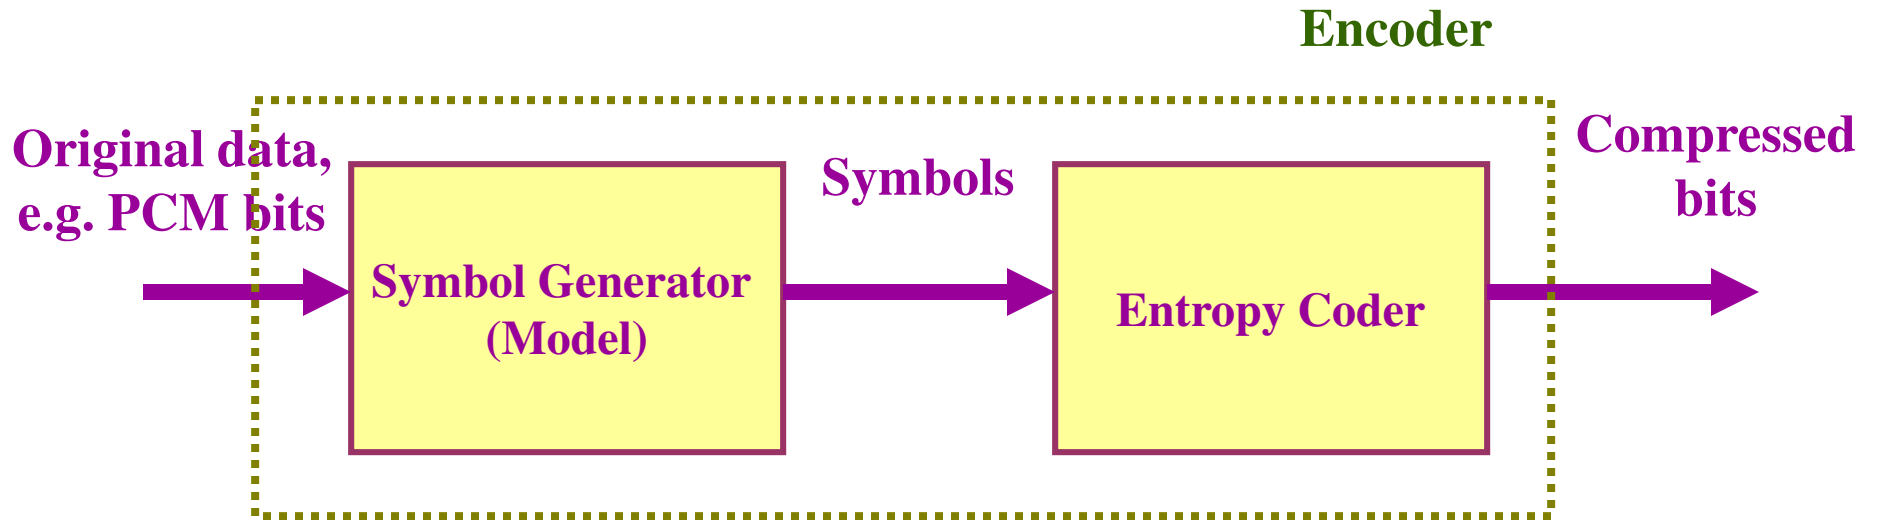 Encoder
Original data,
e.g. PCM bits
Symbols
Compressed
bits
Symbol Generator
(Model)
Entropy Coder